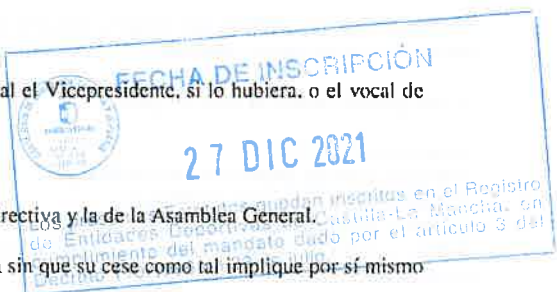 FECHA DE INSCRIPCIÓN
al el Vicepresidente, si lo hubiera, o el vocal de
27 DIC 2021
rectiva y la de la Asamblea General.
quedan inscritos en el Registro
de Entidades Deportivas de Castilla-La Mancha, en
cumplimiento del mandato dado por el artículo 3 del
sin que su cese como tal implique por sí mismo